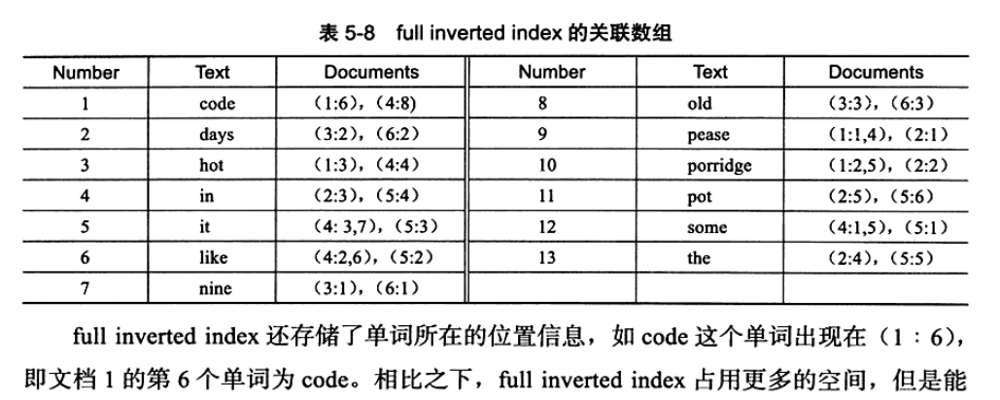 表 5-8 full inverted index 的关联数组
Number Text Documents Number Text Documents
1 code （1:6），（4:8) 8 old （3:3），（6:3）
2 days （3:2），（6:2） 9 pease （1:1,4），（2:1）
3 hot （1:3），（4:4） 10 porridge （1:2,5），（2:2）
4 in （2:3），（5:4） 11 pot （2:5），（5:6）
5 it （4: 3,7），（5:3） 12 some （4:1,5），（5:1）
6 like （4:2,6），（5:2） 13 the （2:4），（5:5）
7 nine （3:1），（6:1）
full inverted index 还存储了单词所在的位置信息，如 code 这个单词出现在（1：6），
即文档 1 的第 6 个单词为 code。相比之下，full inverted index 占用更多的空间，但是能